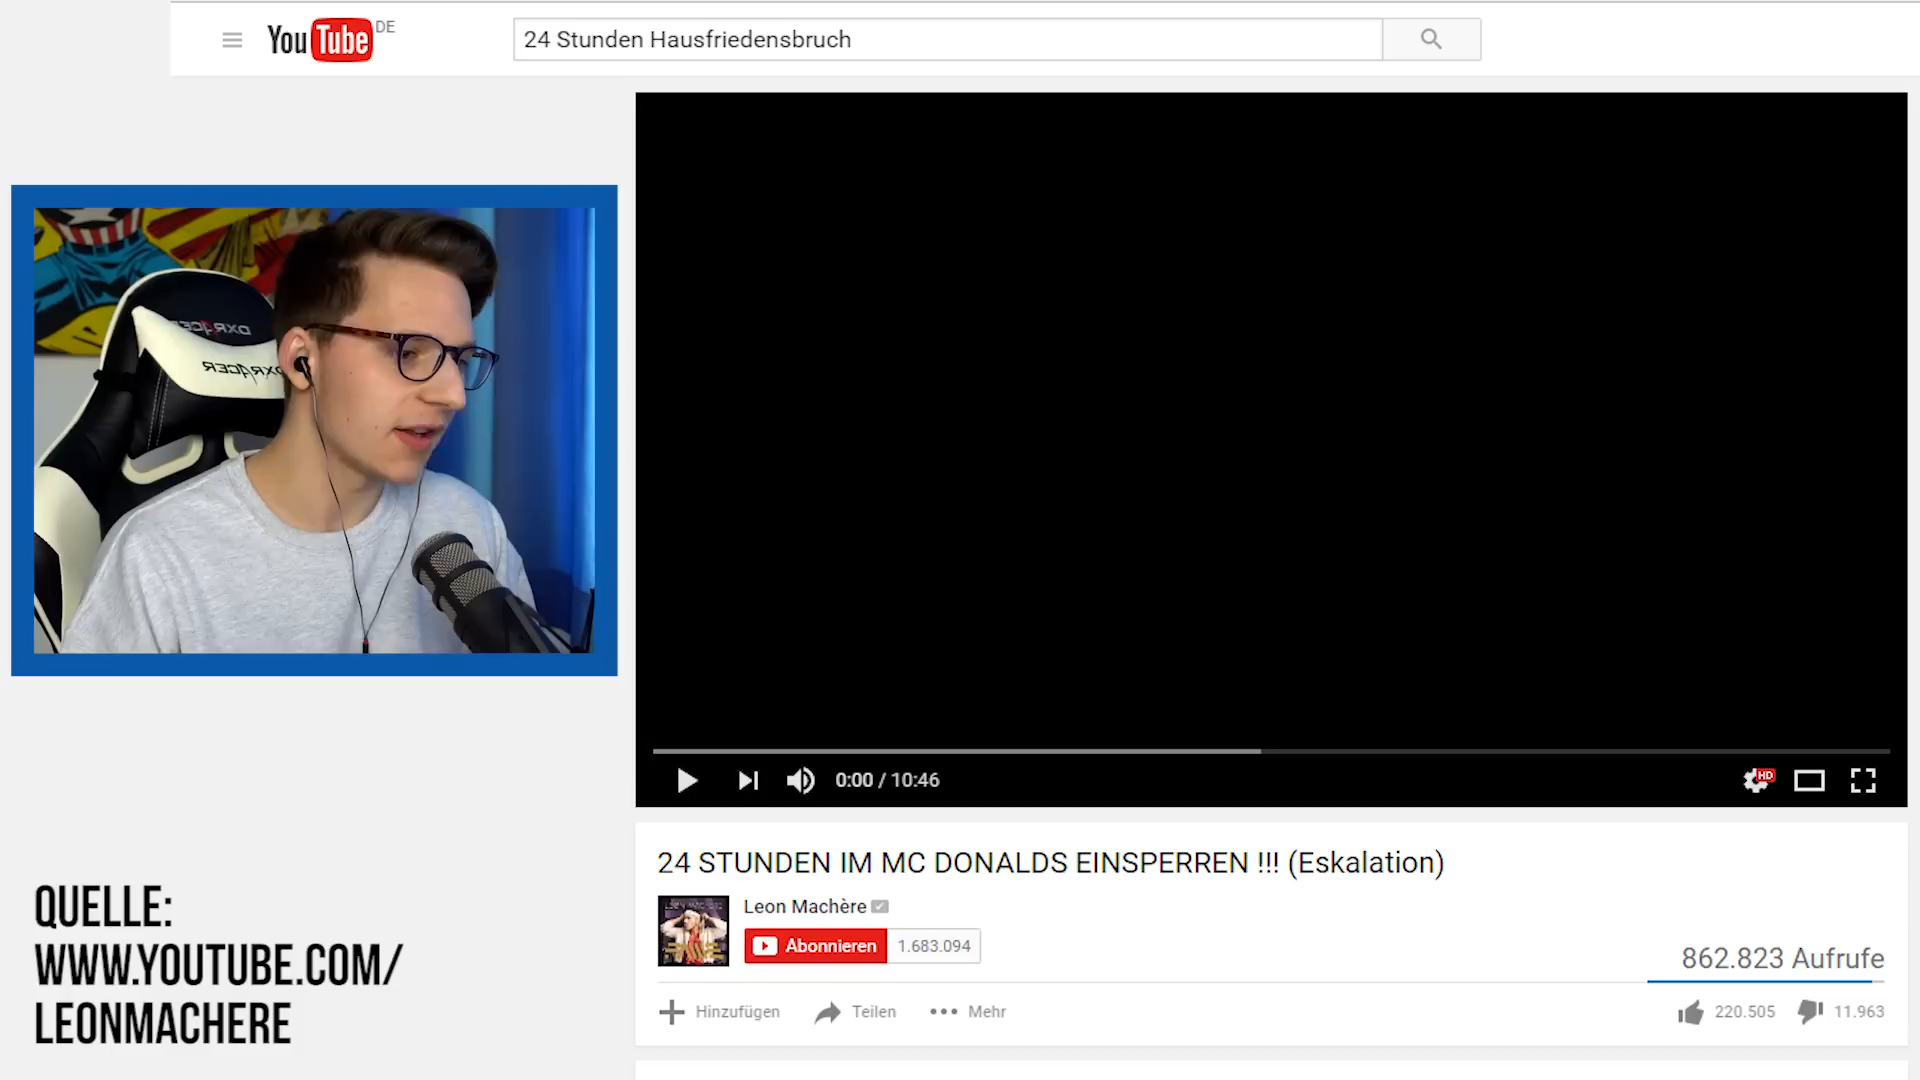 YouTube DE
24 Stunden Hausfriedensbruch
DXRACER
DXRACER
0:00 / 10:46
HD
24 STUNDEN IM MC DONALDS EINSPERREN !!! (Eskalation)
Leon Machère
Abonnieren 1.683.094
862.823 Aufrufe
Hinzufügen Teilen Mehr
220.505 11.963
QUELLE:
WWW.YOUTUBE.COM/
LEONMACHERE